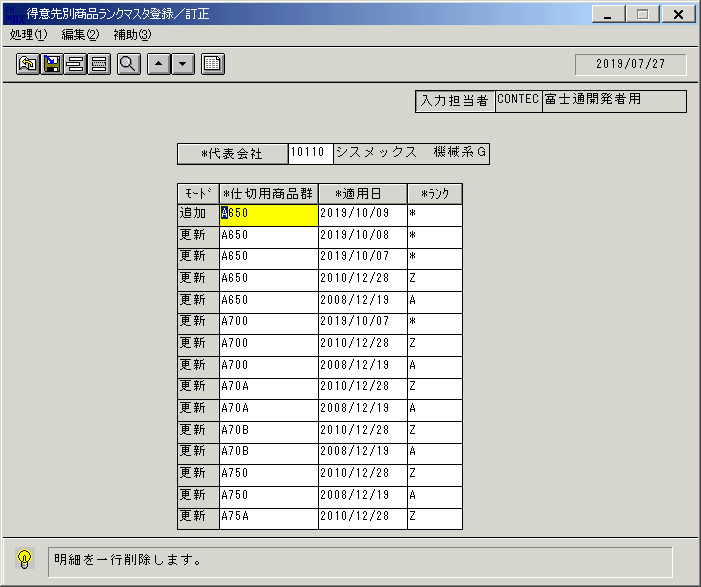 得意先別商品ランクマスタ登録／訂正
処理(1) 編集(2) 補助(3)
2019/07/27
入力担当者 CONTEC 富士通開発者用
*代表会社 10110 システメックス 機械系G
ﾓｰﾄﾞ *仕切用商品群 *適用日 *ﾗﾝｸ
追加 A650 2019/10/09 *
更新 A650 2019/10/08 *
更新 A650 2019/10/07 *
更新 A650 2010/12/28 Z
更新 A650 2008/12/19 A
更新 A700 2019/10/07 *
更新 A700 2010/12/28 Z
更新 A700 2008/12/19 A
更新 A70A 2010/12/28 Z
更新 A70A 2008/12/19 A
更新 A70B 2010/12/28 Z
更新 A70B 2008/12/19 A
更新 A750 2010/12/28 Z
更新 A750 2008/12/19 A
更新 A75A 2010/12/28 Z
明細を一行削除します。